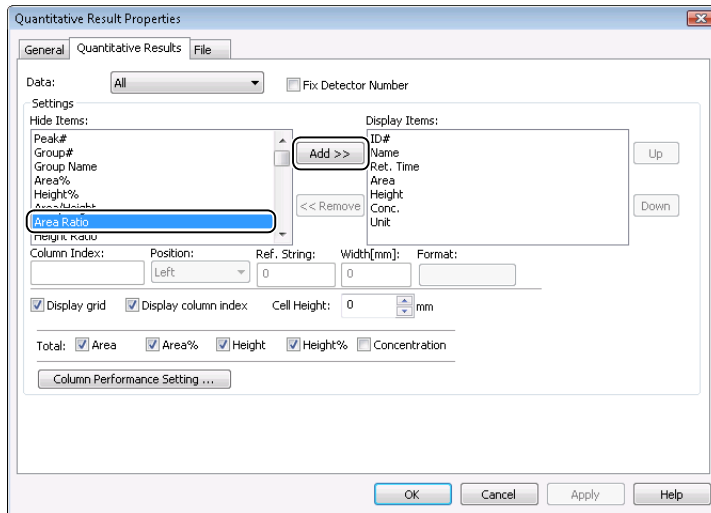 Quantitative Result Properties
General Quantitative Results File
Data: All Fix Detector Number
Settings
Hide Items: Display Items:
Peak#
Group#
Group Name
Area%
Height%
Area/Height
Area Ratio
Height Ratio
Add >>
<< Remove
ID#
Name
Ret. Time
Area
Height
Conc.
Unit
Up
Down
Column Index: Position: Ref. String: Width[mm]: Format:
Left 0 0
Display grid Display column index Cell Height: 0 mm
Total: Area Area% Height Height% Concentration
Column Performance Setting ...
OK Cancel Apply Help